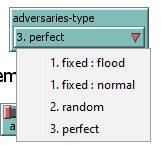 adversaries-type
3. perfect
1. fixed : flood
1. fixed : normal
2. random
3. perfect